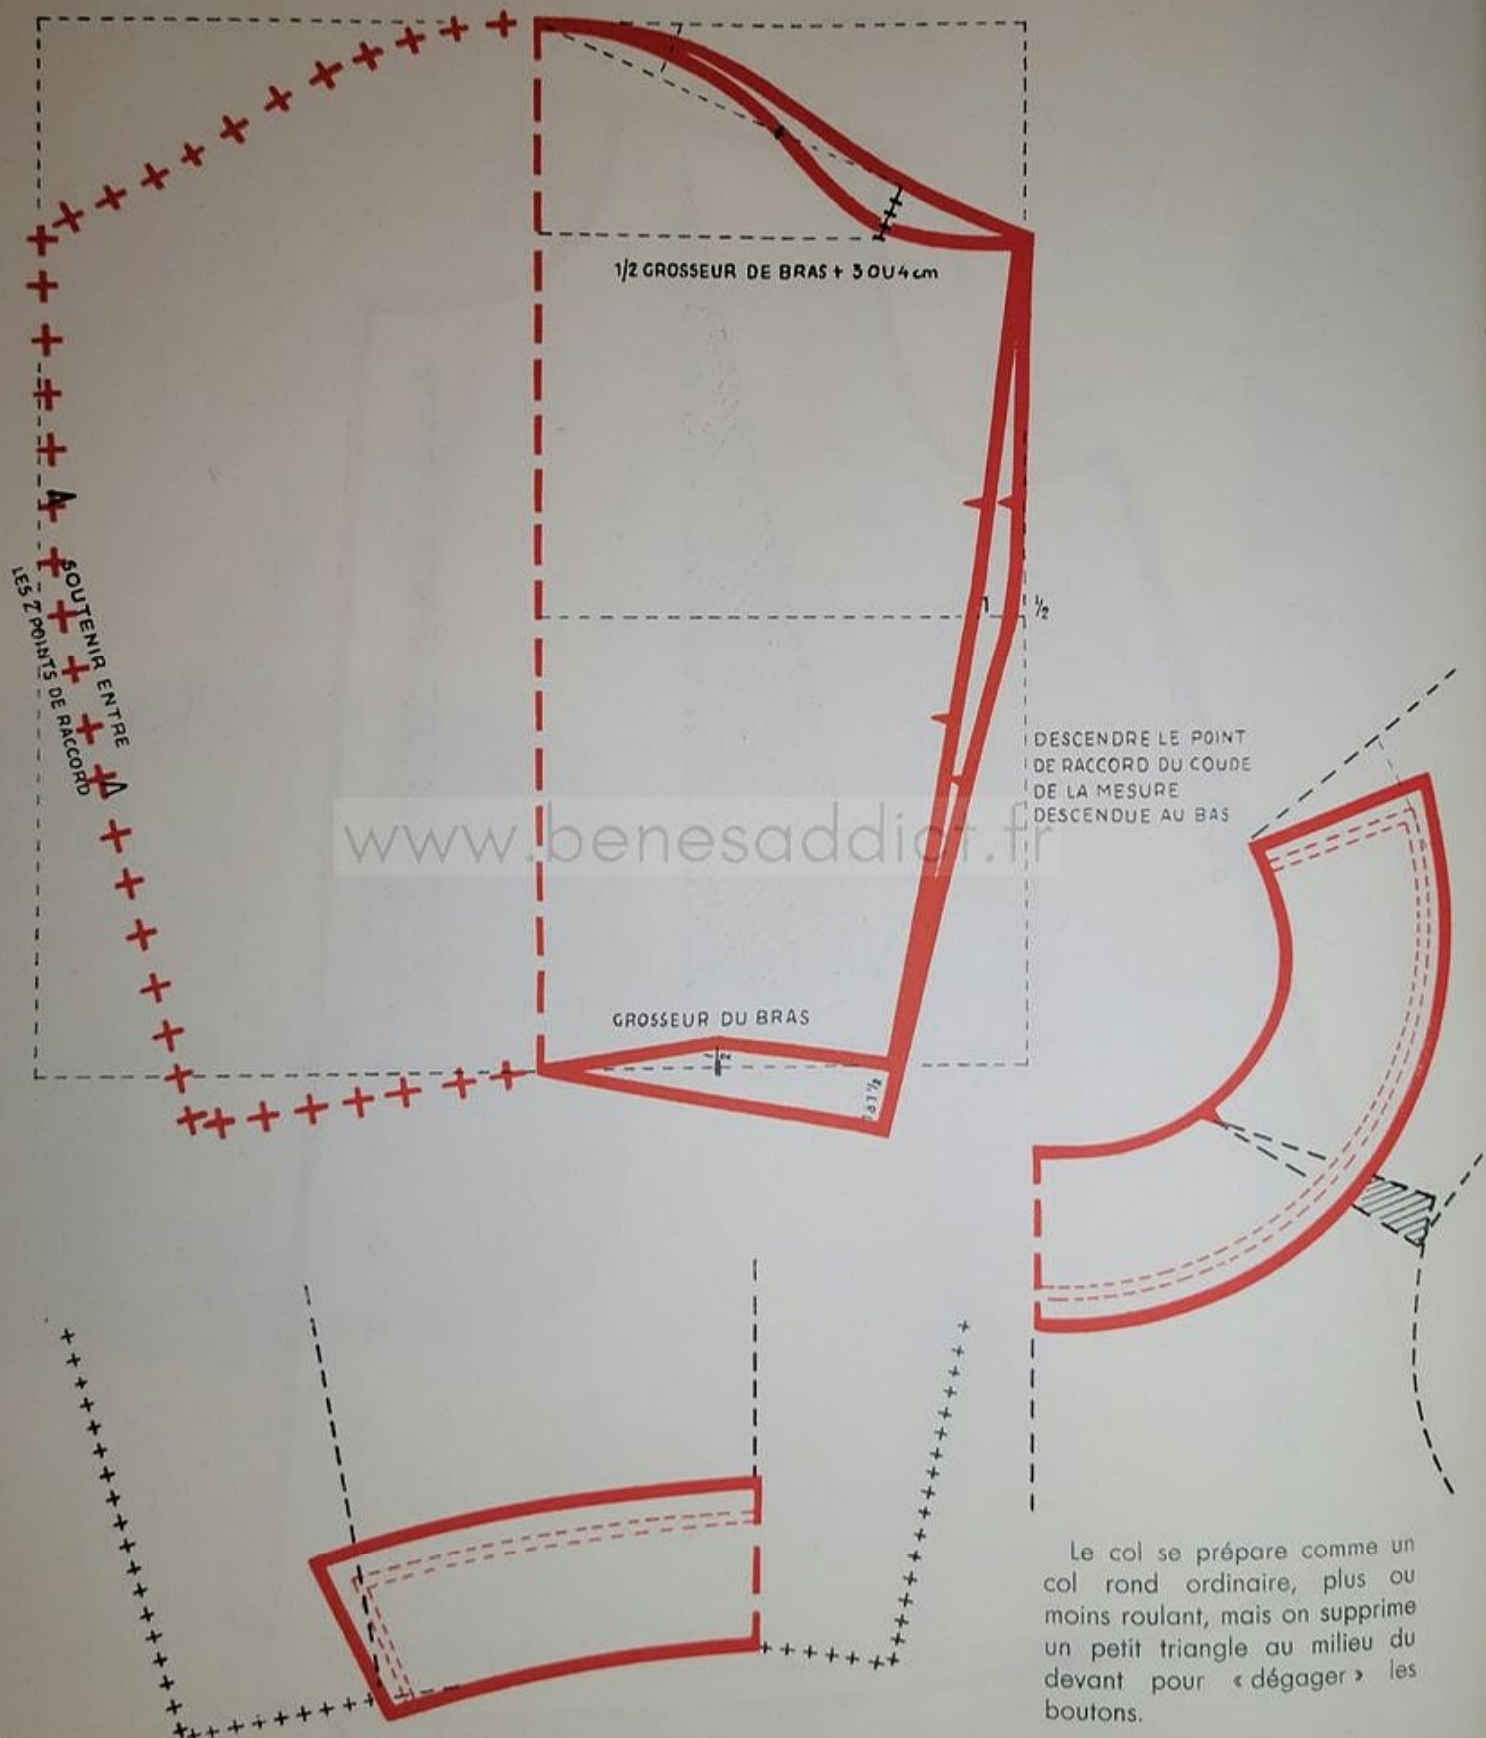 1/2 GROSSEUR DE BRAS + 3 OU 4 cm
SOUTENIR ENTRE
LES 2 POINTS DE RACCORD
1
1/2
DESCENDRE LE POINT
DE RACCORD DU COUDE
DE LA MESURE
DESCENDUE AU BAS
www.benesaddict.fr
GROSSEUR DU BRAS
Le col se prépare comme un
col rond ordinaire, plus ou
moins roulant, mais on supprime
un petit triangle au milieu du
devant pour « dégager » les
boutons.